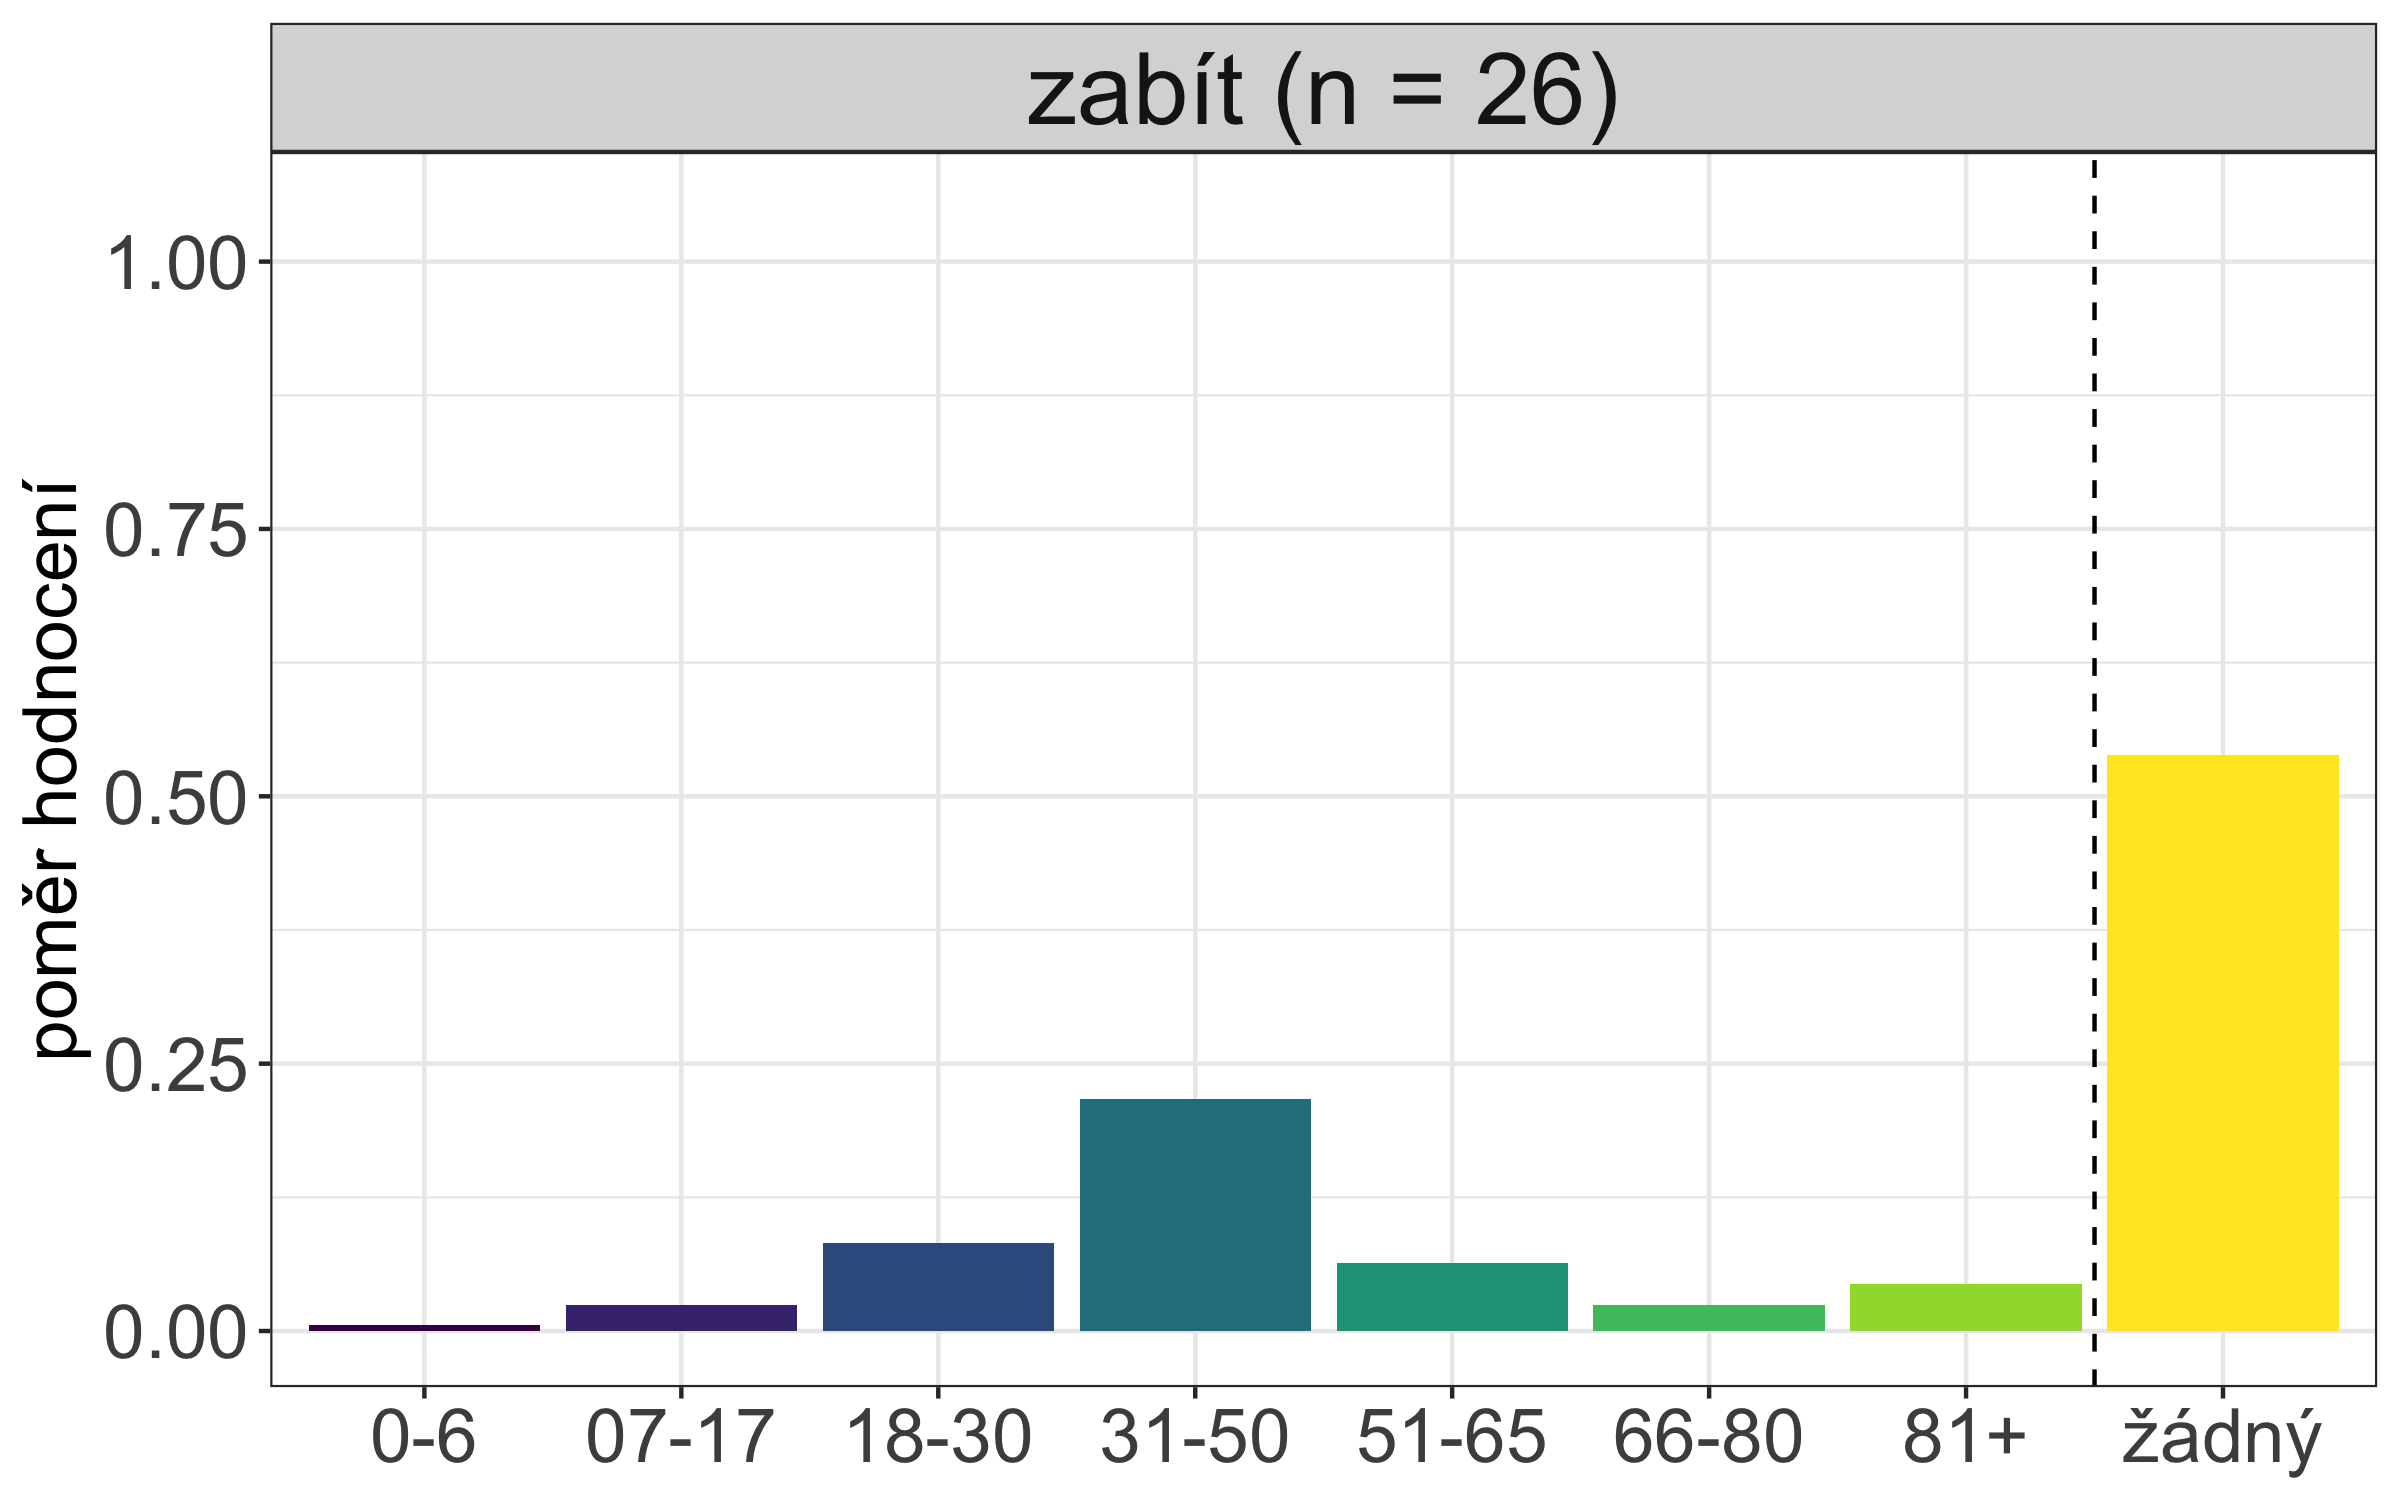 zabít (n = 26)
poměr hodnocení
1.00
0.75
0.50
0.25
0.00
0-6 07-17 18-30 31-50 51-65 66-80 81+ žádný